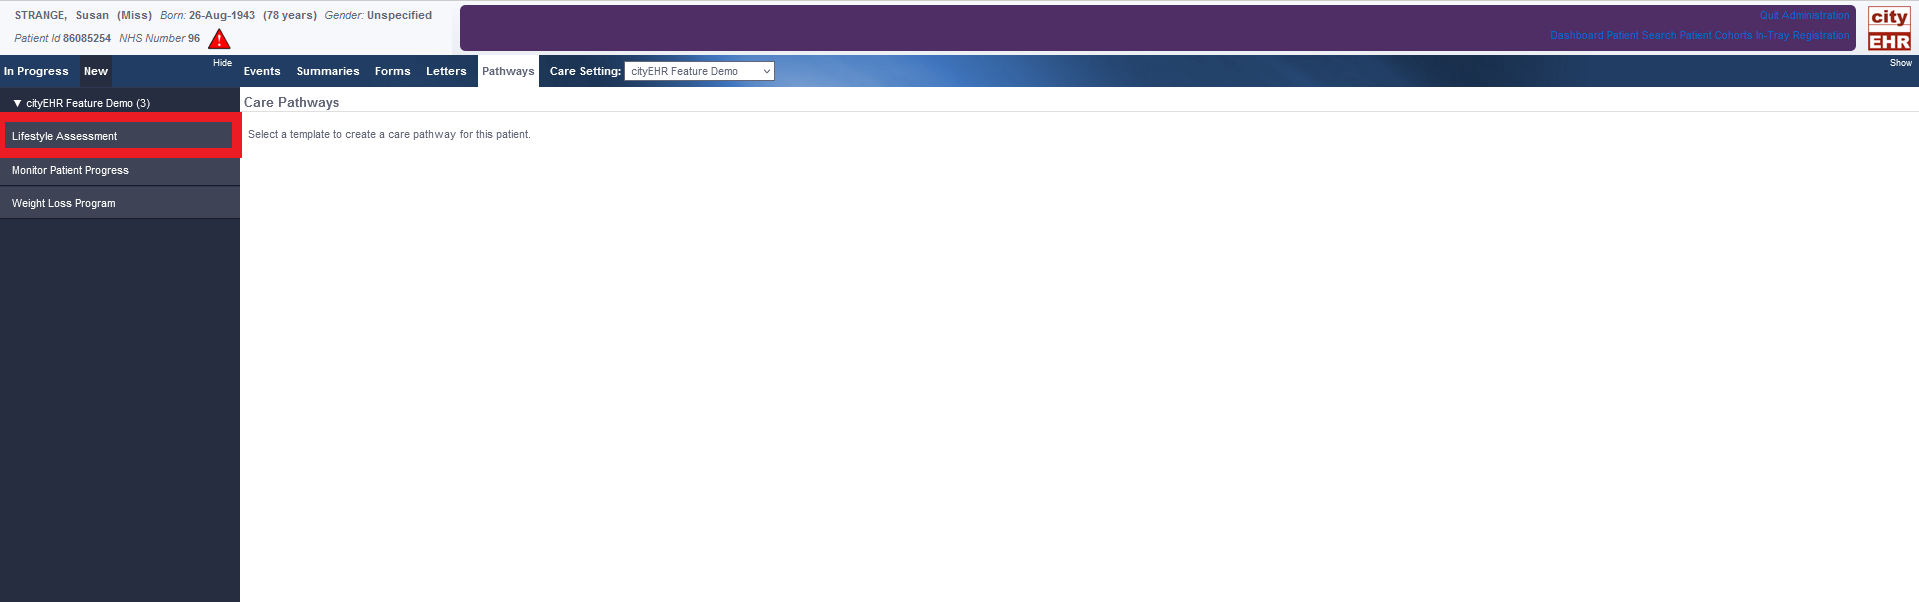 STRANGE, Susan (Miss) Born: 26-Aug-1943 (78 years) Gender: Unspecified
Patient Id 86085254 NHS Number 96
Quit Administration
Dashboard Patient Search Patient Cohorts In-Tray Registration
city
EHR
In Progress New Hide Events Summaries Forms Letters Pathways Care Setting: cityEHR Feature Demo Show
▼ cityEHR Feature Demo (3)
Lifestyle Assessment
Monitor Patient Progress
Weight Loss Program
Care Pathways
Select a template to create a care pathway for this patient.